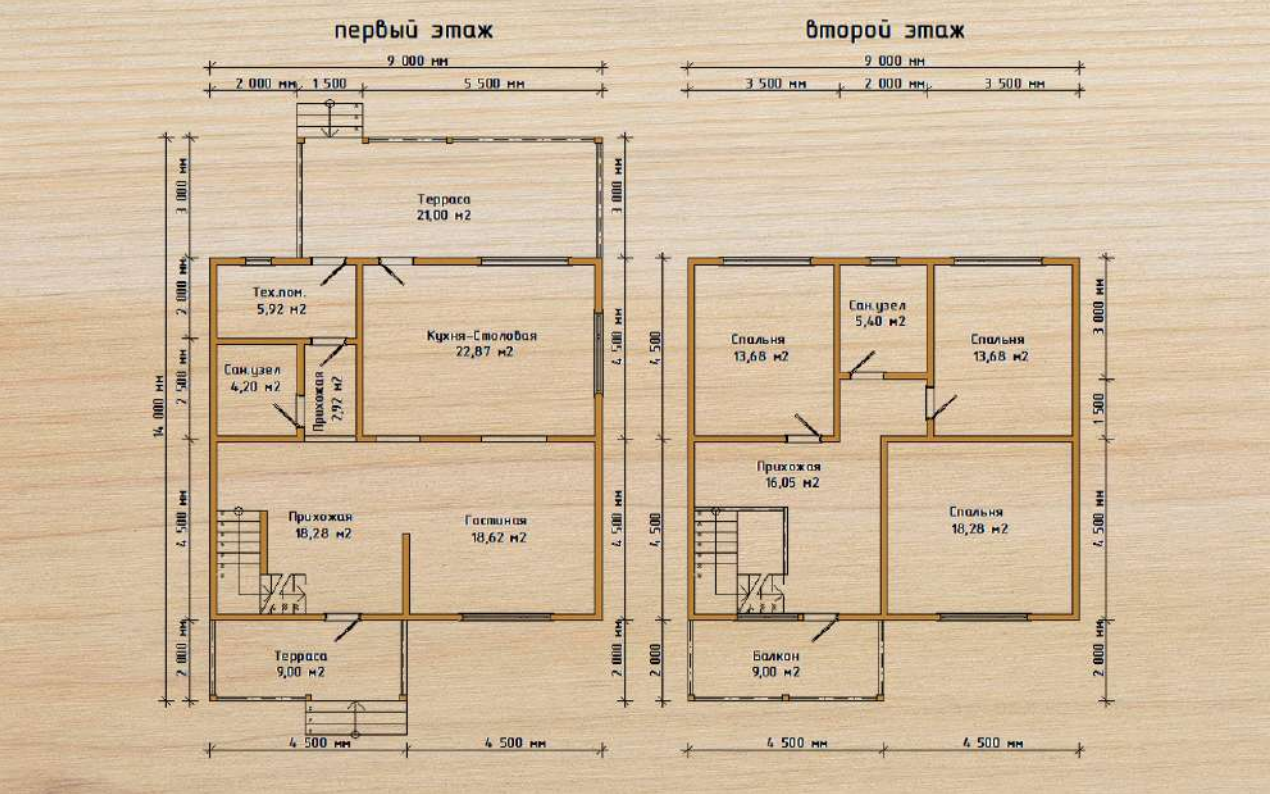 первый этаж
9 000 мм
2 000 мм
1 500
5 500 мм
3 000 мм
3 000 мм
Терраса
21,00 м2
2 000 мм
Тех.пом.
5,92 м2
Кухня-Столовая
22,87 м2
4 500 мм
Сан.узел
4,20 м2
Прихожая
2,92 м2
2 500 мм
14 000 мм
4 500 мм
Прихожая
18,28 м2
Гостиная
18,62 м2
4 500 мм
2 000 мм
Терраса
9,00 м2
2 000 мм
4 500 мм
4 500 мм
второй этаж
9 000 мм
3 500 мм
2 000 мм
3 500 мм
4 500
Спальня
13,68 м2
Сан.узел
5,40 м2
Спальня
13,68 м2
3 000 мм
1 500
Прихожая
16,05 м2
4 500
Спальня
18,28 м2
4 500 мм
2 000
Балкон
9,00 м2
2 000 мм
4 500 мм
4 500 мм